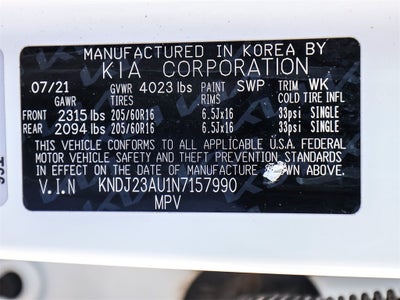 MANUFACTURED IN KOREA BY
KIA CORPORATION
07/21 GVWR 4023 lbs PAINT SWP TRIM WK
GAWR TIRES RIMS COLD TIRE INFL
FRONT 2315 lbs 205/60R16 6.5Jx16 33psi SINGLE
REAR 2094 lbs 205/60R16 6.5Jx16 33psi SINGLE
THIS VEHICLE CONFORMS TO ALL APPLICABLE U.S.A. FEDERAL
MOTOR VEHICLE SAFETY AND THEFT PREVENTION STANDARDS
IN EFFECT ON THE DATE OF ABOVE.
V.I.N KNDJ23AU1N7157990
MPV